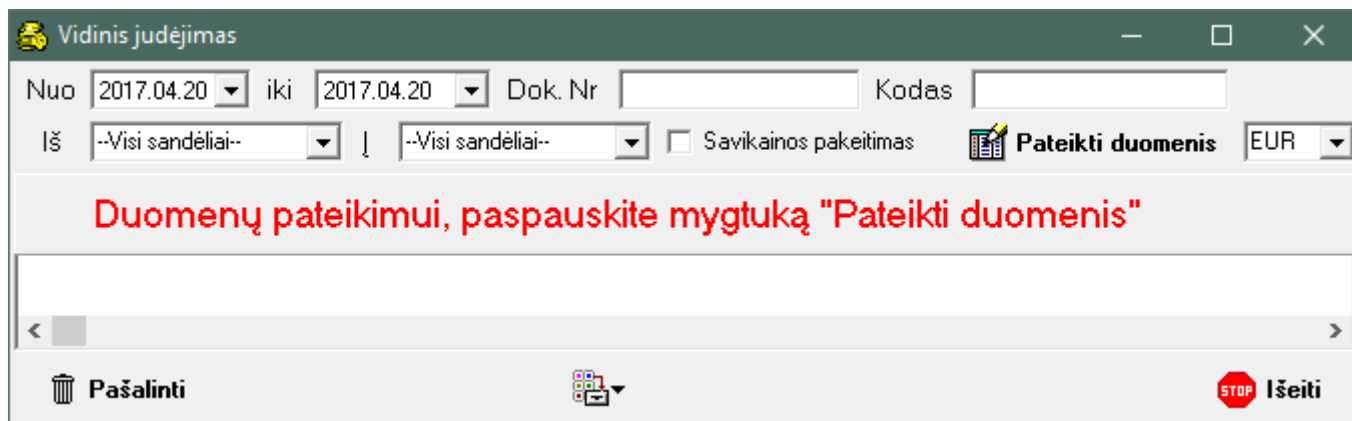 Vidinis judėjimas
Nuo 2017.04.20 iki 2017.04.20 Dok. Nr Kodas
Iš --Visi sandėliai-- Į --Visi sandėliai-- Savikainos pakeitimas Pateikti duomenis EUR
Duomenų pateikimui, paspauskite mygtuką "Pateikti duomenis"
Pašalinti STOP Išeiti